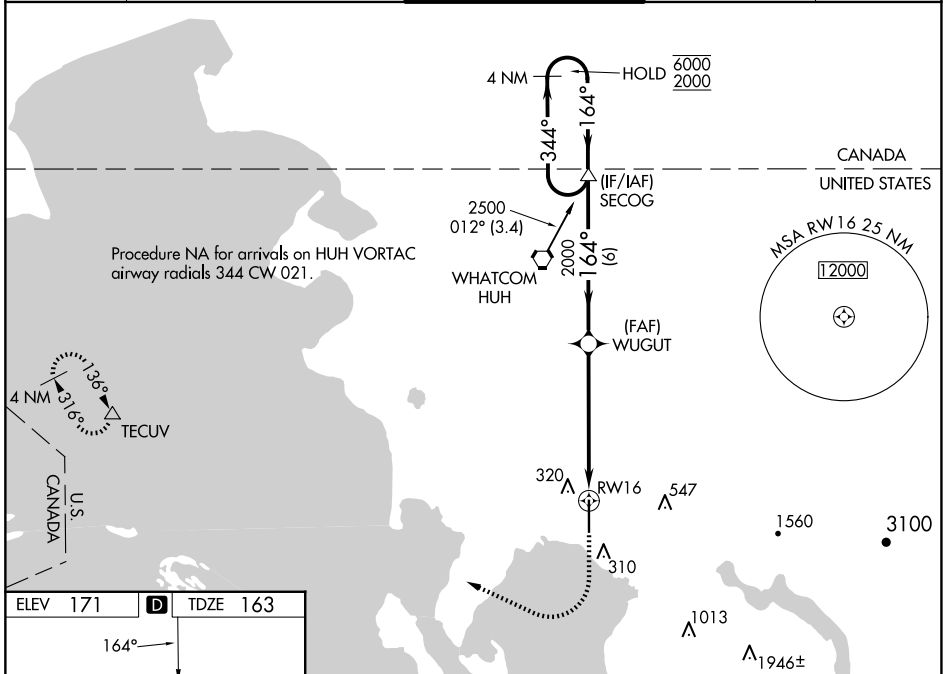 4 NM
HOLD
6000
2000
344°
164°
CANADA
UNITED STATES
(IF/IAF)
SECOG
2500
012° (3.4)
2000
164°
(6)
WHATCOM
HUH
Procedure NA for arrivals on HUH VORTAC
airway radials 344 CW 021.
MSA RW 16 25 NM
12000
(FAF)
WUGUT
4 NM
136°
316°
TECUV
U.S.
CANADA
320
RW16
547
1560
3100
310
1013
1946±
ELEV 171
D
TDZE 163
164°